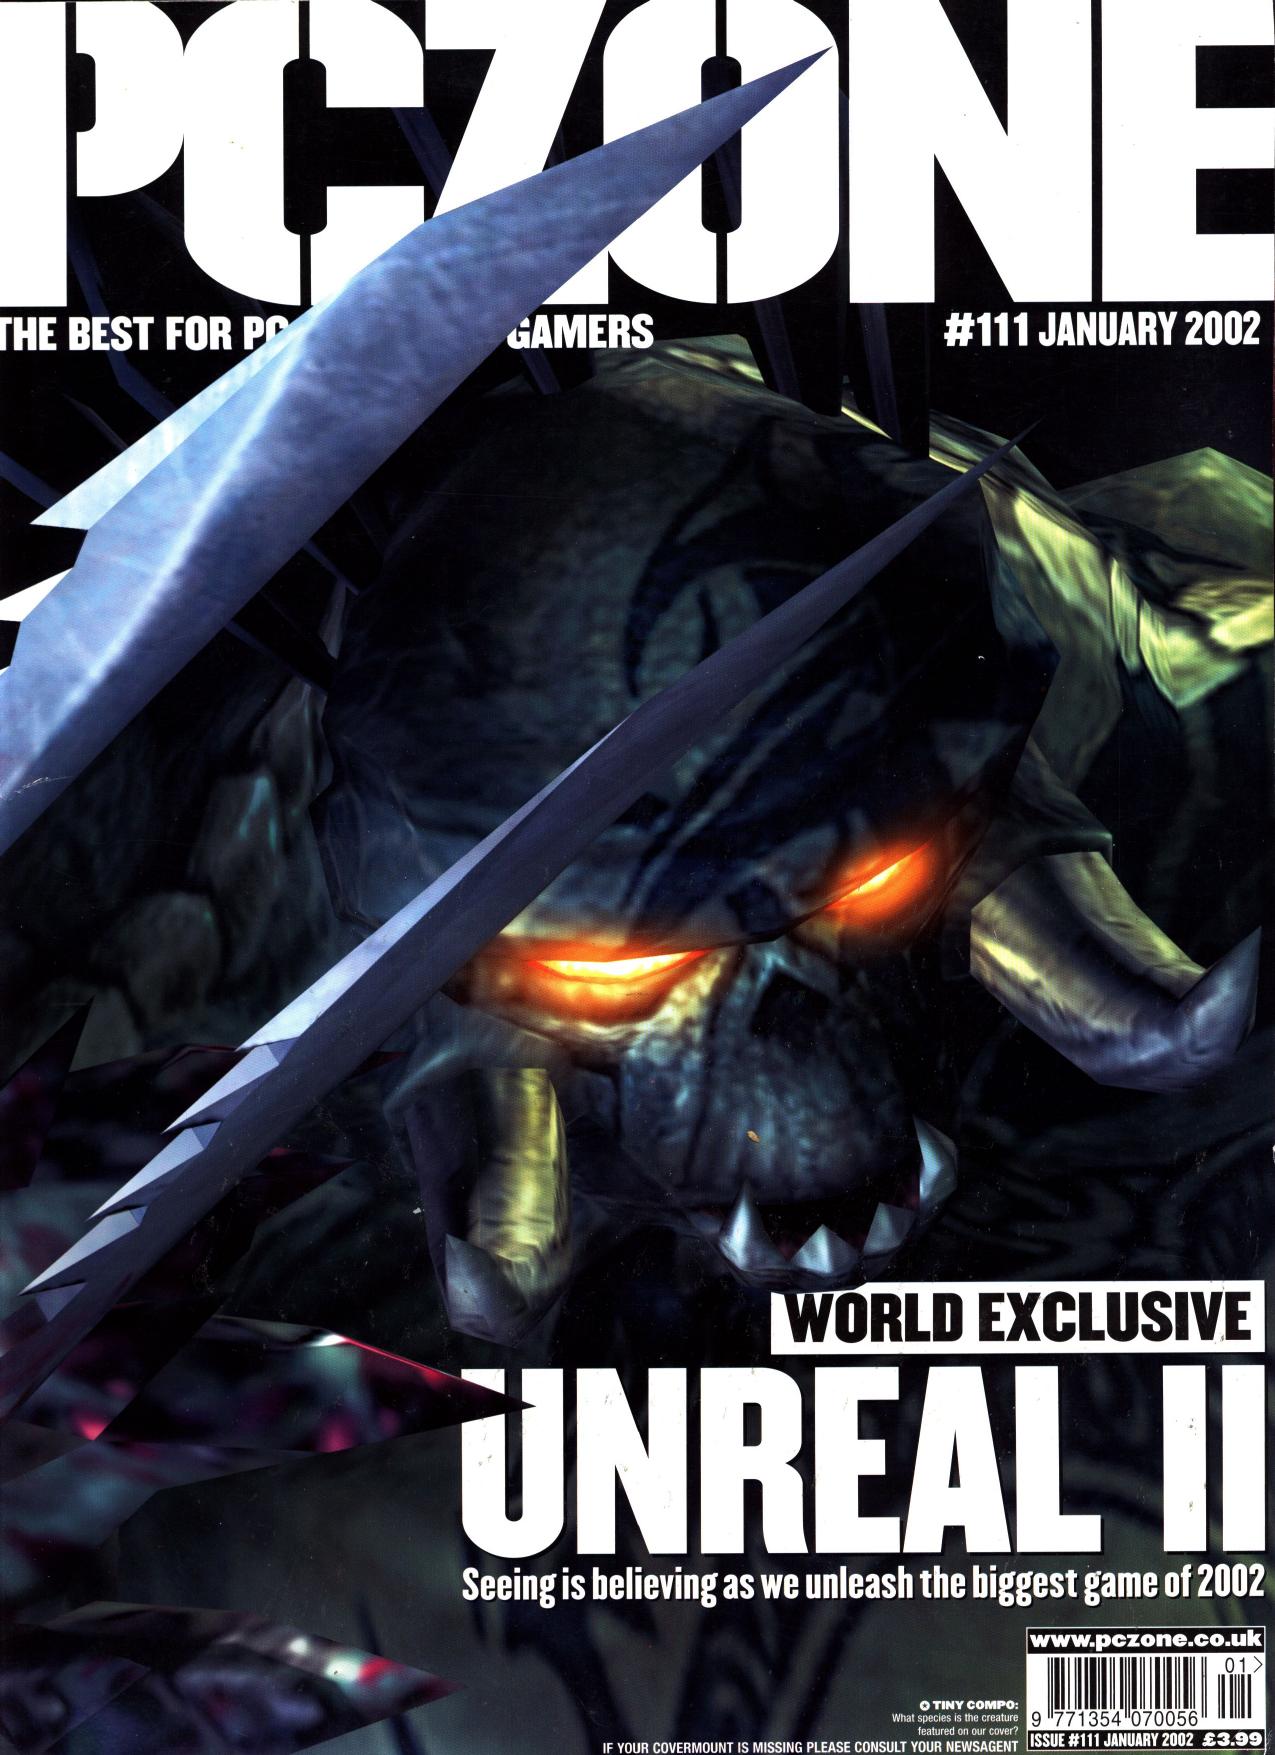 PCZONE
THE BEST FOR PC GAMERS
#111 JANUARY 2002
WORLD EXCLUSIVE
UNREAL II
Seeing is believing as we unleash the biggest game of 2002
www.pczone.co.uk
01>
9 771354 070056
ISSUE #111 JANUARY 2002 £3.99
✪ TINY COMPO:
What species is the creature
featured on our cover?
IF YOUR COVERMOUNT IS MISSING PLEASE CONSULT YOUR NEWSAGENT